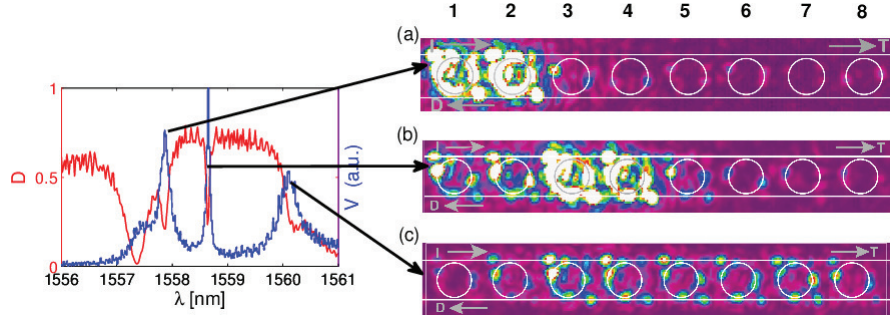 1 2 3 4 5 6 7 8
(a)
I T
D
(b)
I T
D
(c)
I T
D
1
0.5
0
D
V (a.u.)
1556 1557 1558 1559 1560 1561
λ [nm]